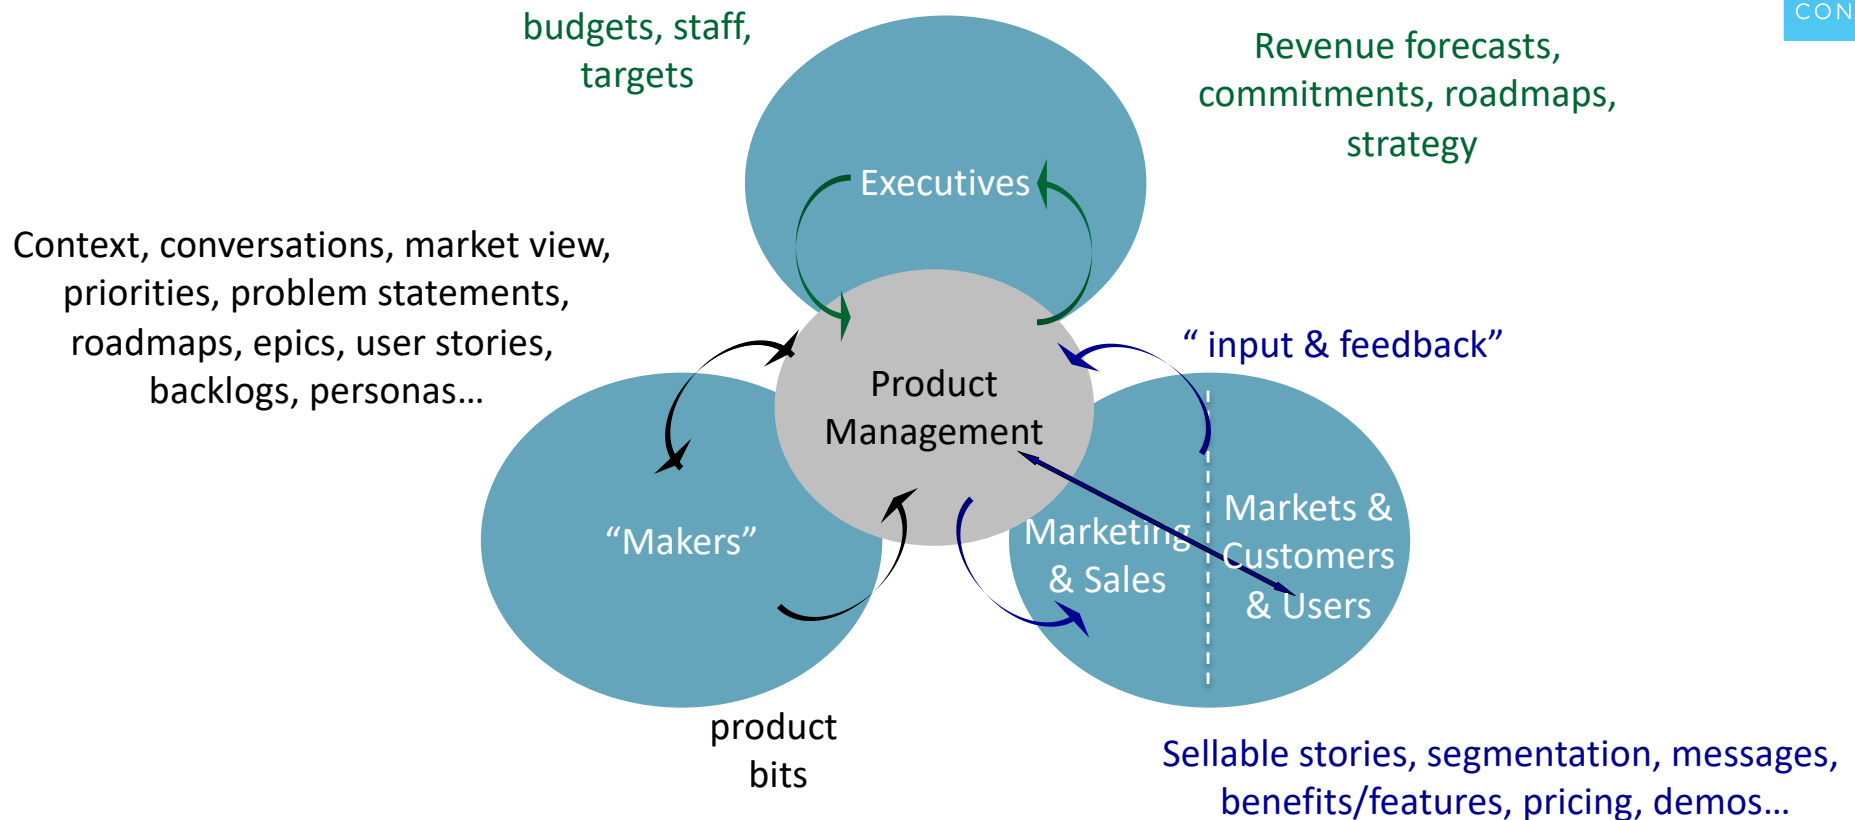 budgets, staff,
targets
CON
Revenue forecasts,
commitments, roadmaps,
strategy
Executives
Context, conversations, market view,
priorities, problem statements,
roadmaps, epics, user stories,
backlogs, personas…
“ input & feedback”
Product
Management
“Makers”
Marketing
& Sales
Markets &
Customers
& Users
product
bits
Sellable stories, segmentation, messages,
benefits/features, pricing, demos…